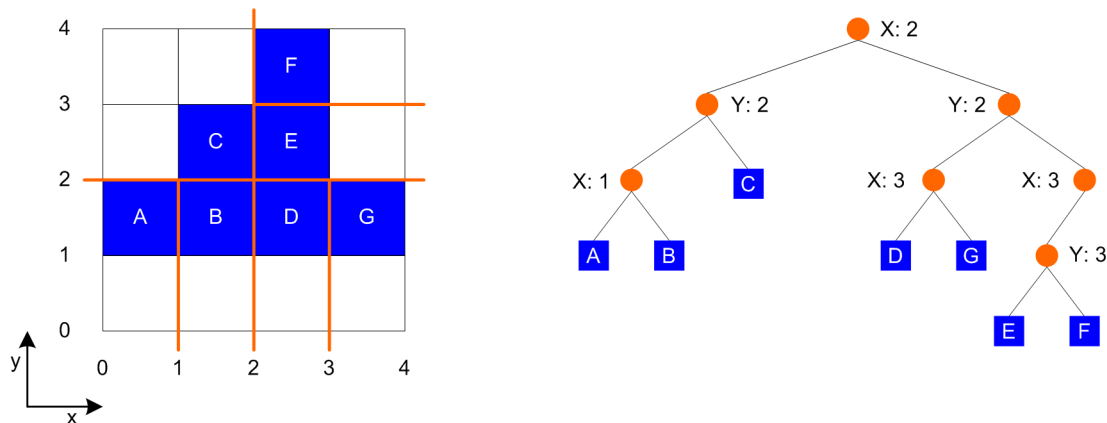 4
F
3
C E
2
A B D G
1
0
y
0 1 2 3 4
x
X: 2
Y: 2 Y: 2
X: 1 C X: 3 X: 3
A B D G Y: 3
E F